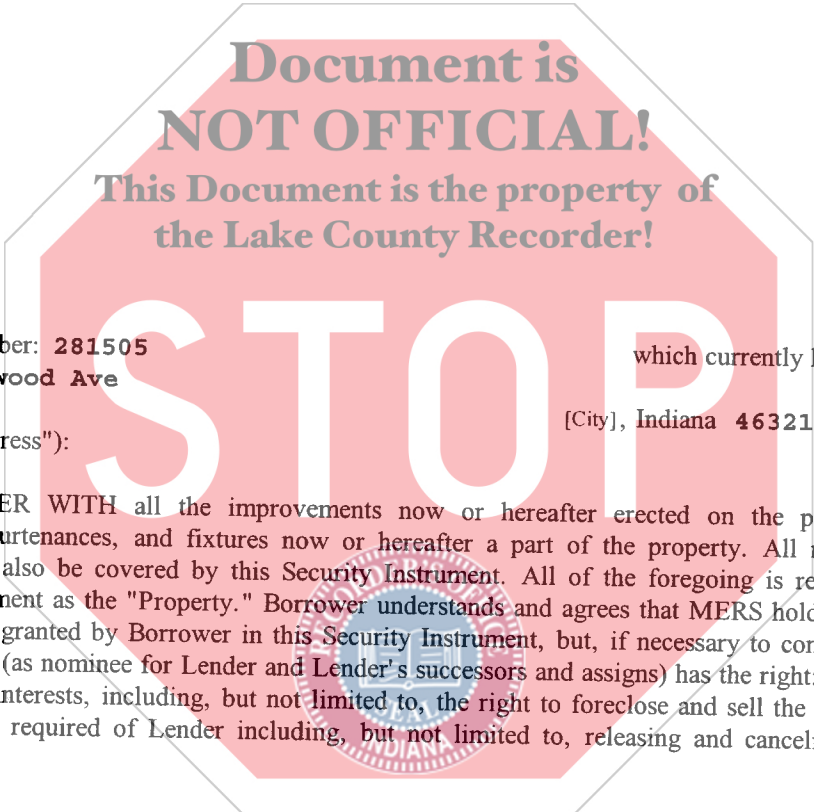 Document is
NOT OFFICIAL!
This Document is the property of
the Lake County Recorder!
STOP
ber: 281505
which currently
wood Ave
[City], Indiana 46321
ress"):
ER WITH all the improvements now or hereafter erected on the p
urtenances, and fixtures now or hereafter a part of the property. All
also be covered by this Security Instrument. All of the foregoing is re
ment as the "Property." Borrower understands and agrees that MERS hold
granted by Borrower in this Security Instrument, but, if necessary to co
(as nominee for Lender and Lender's successors and assigns) has the right:
nterests, including, but not limited to, the right to foreclose and sell the
required of Lender including, but not limited to, releasing and cancel
RECORDER'S OFFICE
SEAL
INDIANA